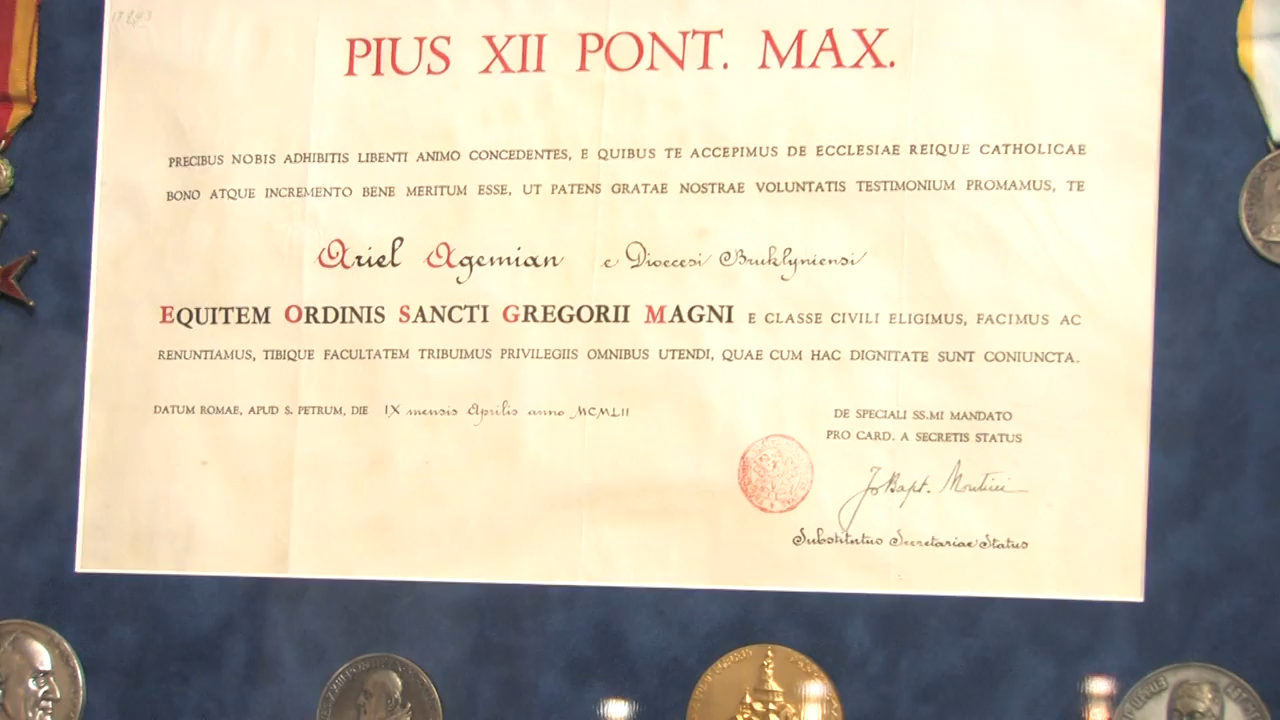 PIUS XII PONT. MAX.
PRECIBUS NOBIS ADHIBITIS LIBENTI ANIMO CONCEDENTES, E QUIBUS TE ACCEPIMUS DE ECCLESIAE REIQUE CATHOLICAE
BONO ATQUE INCREMENTO BENE MERITUM ESSE, UT PATENS GRATAE NOSTRAE VOLUNTATIS TESTIMONIUM PROMAMUS, TE
Ariel Agemian e Dioecesi Bruklyniensi
EQUITEM ORDINIS SANCTI GREGORII MAGNI E CLASSE CIVILI ELIGIMUS, FACIMUS AC
RENUNTIAMUS, TIBIQUE FACULTATEM TRIBUIMUS PRIVILEGIIS OMNIBUS UTENDI, QUAE CUM HAC DIGNITATE SUNT CONIUNCTA.
DATUM ROMAE, APUD S. PETRUM, DIE IX mensis Aprilis anno MCMLII
DE SPECIALI SS.MI MANDATO
PRO CARD. A SECRETIS STATUS
Jo Bapt. Montini
Substitutus Secretariae Status